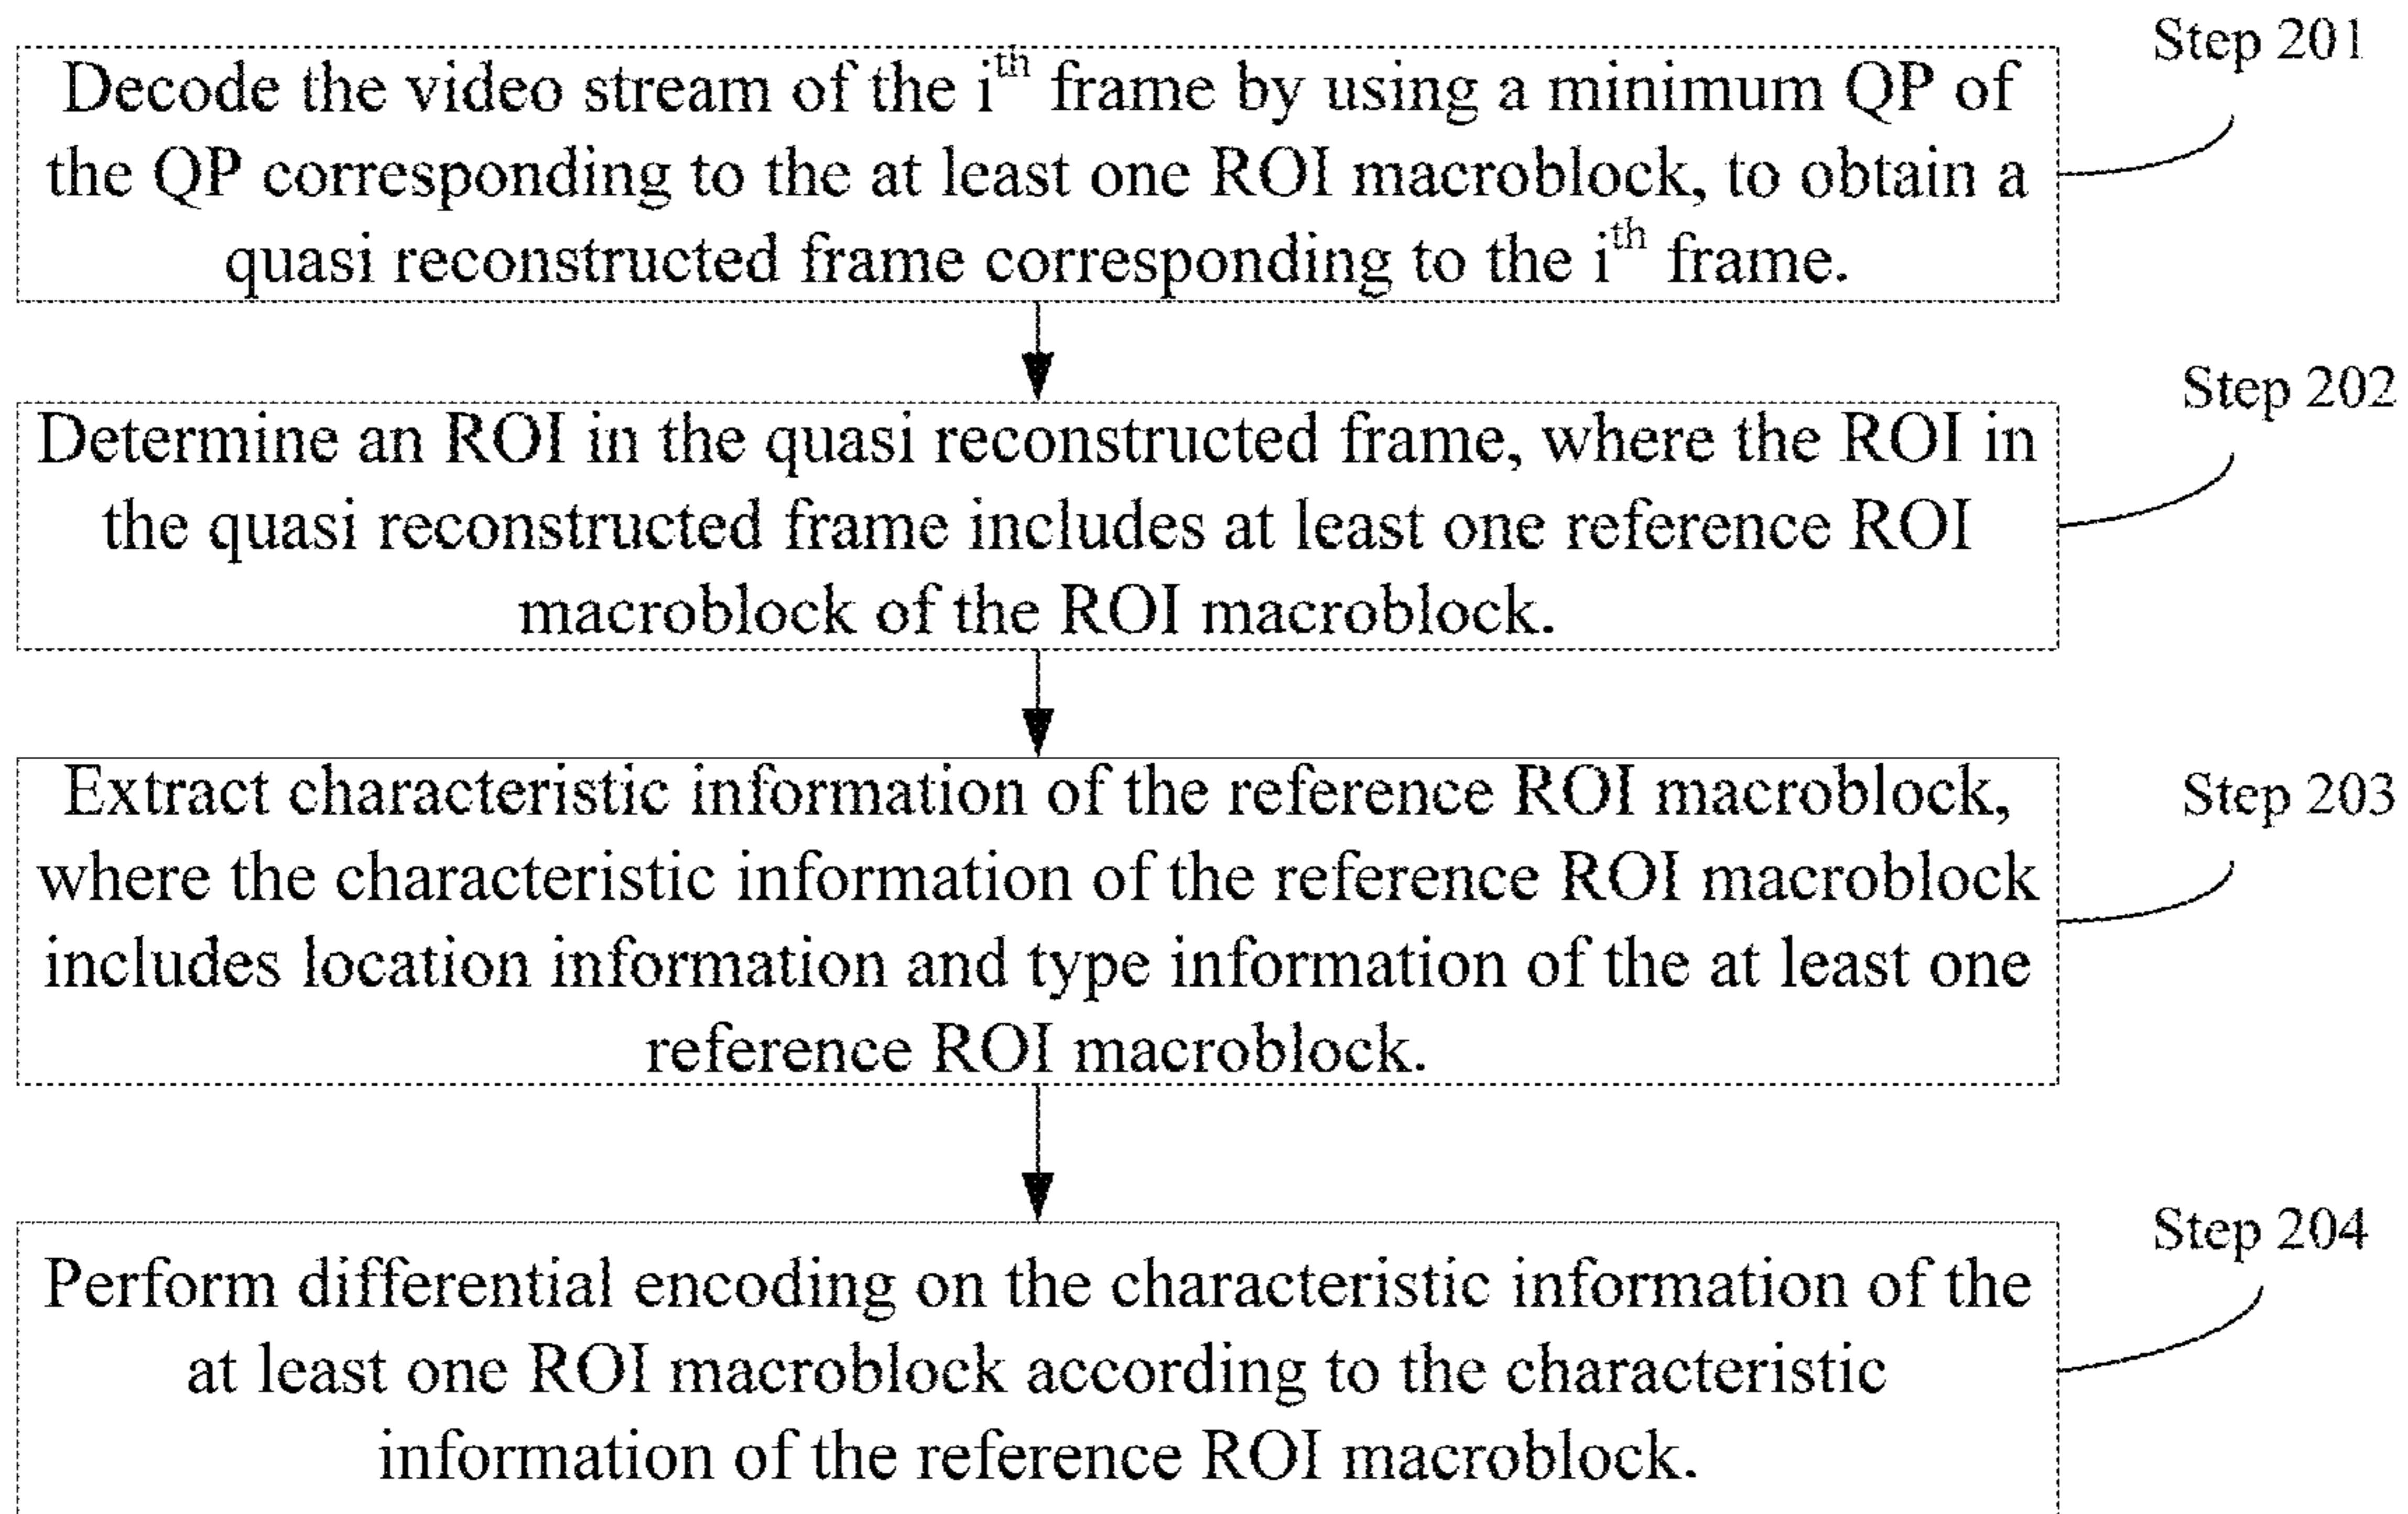 Step 201
Decode the video stream of the ith frame by using a minimum QP of
the QP corresponding to the at least one ROI macroblock, to obtain a
quasi reconstructed frame corresponding to the ith frame.
Step 202
Determine an ROI in the quasi reconstructed frame, where the ROI in
the quasi reconstructed frame includes at least one reference ROI
macroblock of the ROI macroblock.
Step 203
Extract characteristic information of the reference ROI macroblock,
where the characteristic information of the reference ROI macroblock
includes location information and type information of the at least one
reference ROI macroblock.
Step 204
Perform differential encoding on the characteristic information of the
at least one ROI macroblock according to the characteristic
information of the reference ROI macroblock.